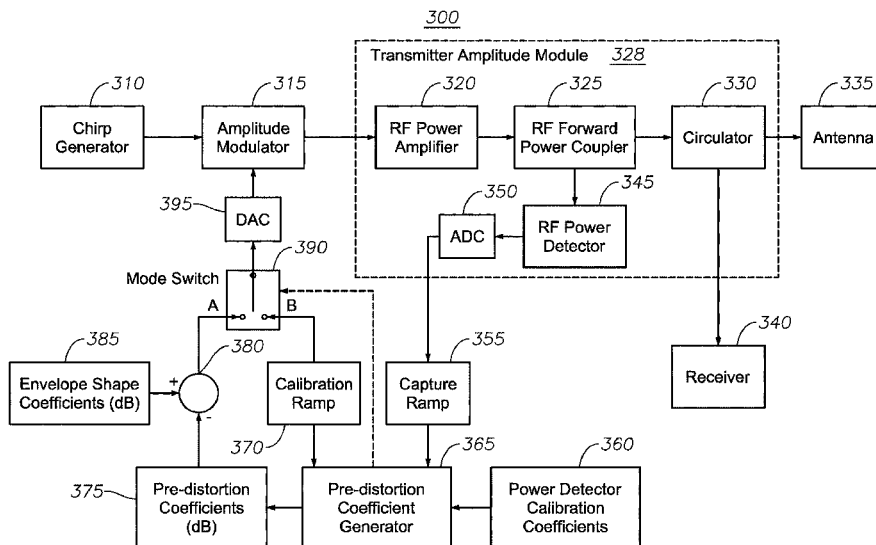 300
Transmitter Amplitude Module 328
310
Chirp
Generator
315
Amplitude
Modulator
320
RF Power
Amplifier
325
RF Forward
Power Coupler
330
Circulator
335
Antenna
345
RF Power
Detector
350
ADC
395
DAC
390
Mode Switch
A
B
385
Envelope Shape
Coefficients (dB)
+
-
380
Calibration
Ramp
370
355
Capture
Ramp
340
Receiver
375
Pre-distortion
Coefficients
(dB)
365
Pre-distortion
Coefficient
Generator
360
Power Detector
Calibration
Coefficients